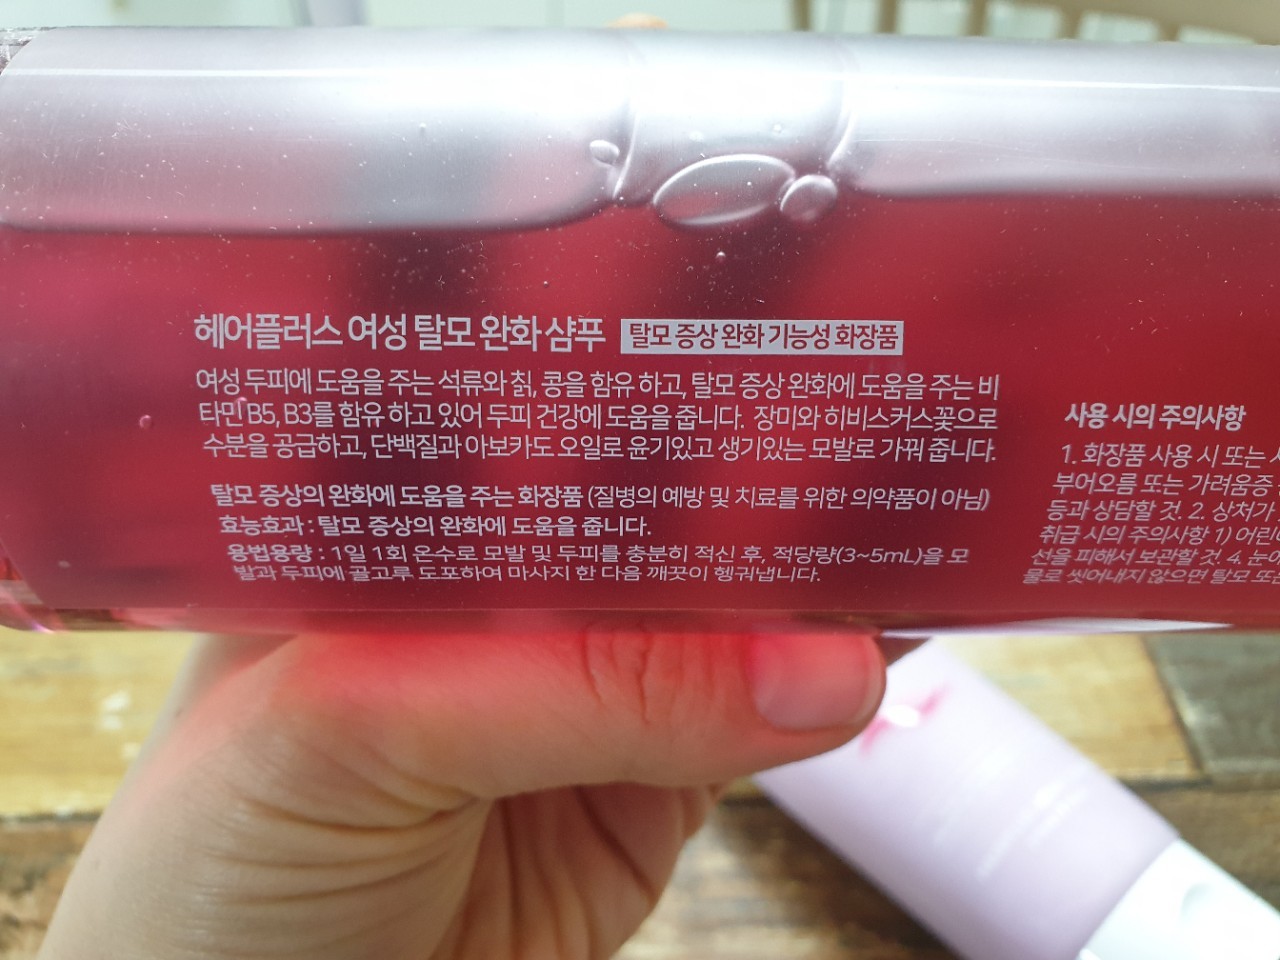 헤어플러스 여성 탈모 완화 샴푸 탈모 증상 완화 기능성 화장품
여성 두피에 도움을 주는 석류와 칡, 콩을 함유 하고, 탈모 증상 완화에 도움을 주는 비
타민 B5, B3를 함유 하고 있어 두피 건강에 도움을 줍니다. 장미와 히비스커스꽃으로
수분을 공급하고, 단백질과 아보카도 오일로 윤기있고 생기있는 모발로 가꿔 줍니다.
탈모 증상의 완화에 도움을 주는 화장품 (질병의 예방 및 치료를 위한 의약품이 아님)
효능효과 : 탈모 증상의 완화에 도움을 줍니다.
용법용량 : 1일 1회 온수로 모발 및 두피를 충분히 적신 후, 적당량(3~5mL)을 모
발과 두피에 골고루 도포하여 마사지 한 다음 깨끗이 헹궈냅니다.
사용 시의 주의사항
1. 화장품 사용 시 또는
부어오름 또는 가려움증
등과 상담할 것. 2. 상처가
취급 시의 주의사항 1) 어린
선을 피해서 보관할 것. 4. 눈에
물로 씻어내지 않으면 탈모 또는